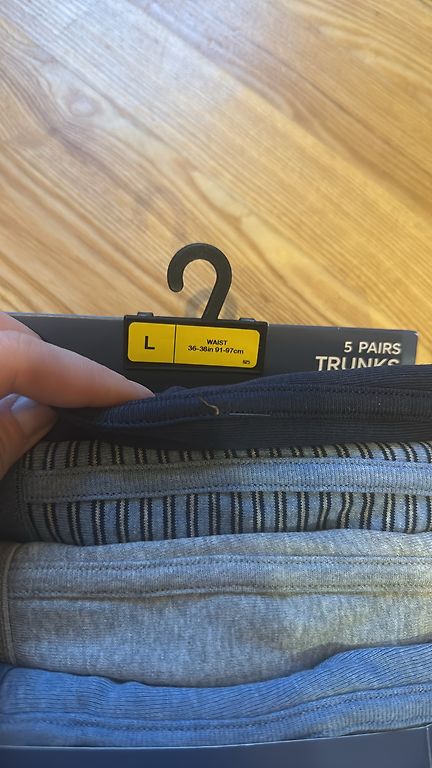 L
WAIST
36-38in 91-97cm
5 PAIRS
TRUNKS